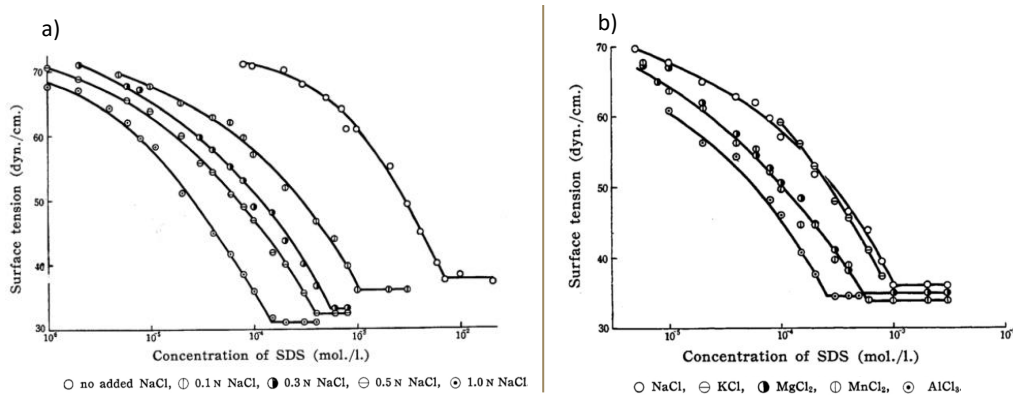 a)
Surface tension (dyn./cm.)
70
60
50
40
30
10⁻⁶ 10⁻⁵ 10⁻⁴ 10⁻³ 10⁻²
Concentration of SDS (mol./l.)
no added NaCl, 0.1 N NaCl, 0.3 N NaCl, 0.5 N NaCl, 1.0 N NaCl
b)
Surface tension (dyn./cm.)
70
60
50
40
30
10⁻⁵ 10⁻⁴ 10⁻³
Concentration of SDS (mol./l.)
NaCl, KCl, MgCl₂, MnCl₂, AlCl₃.